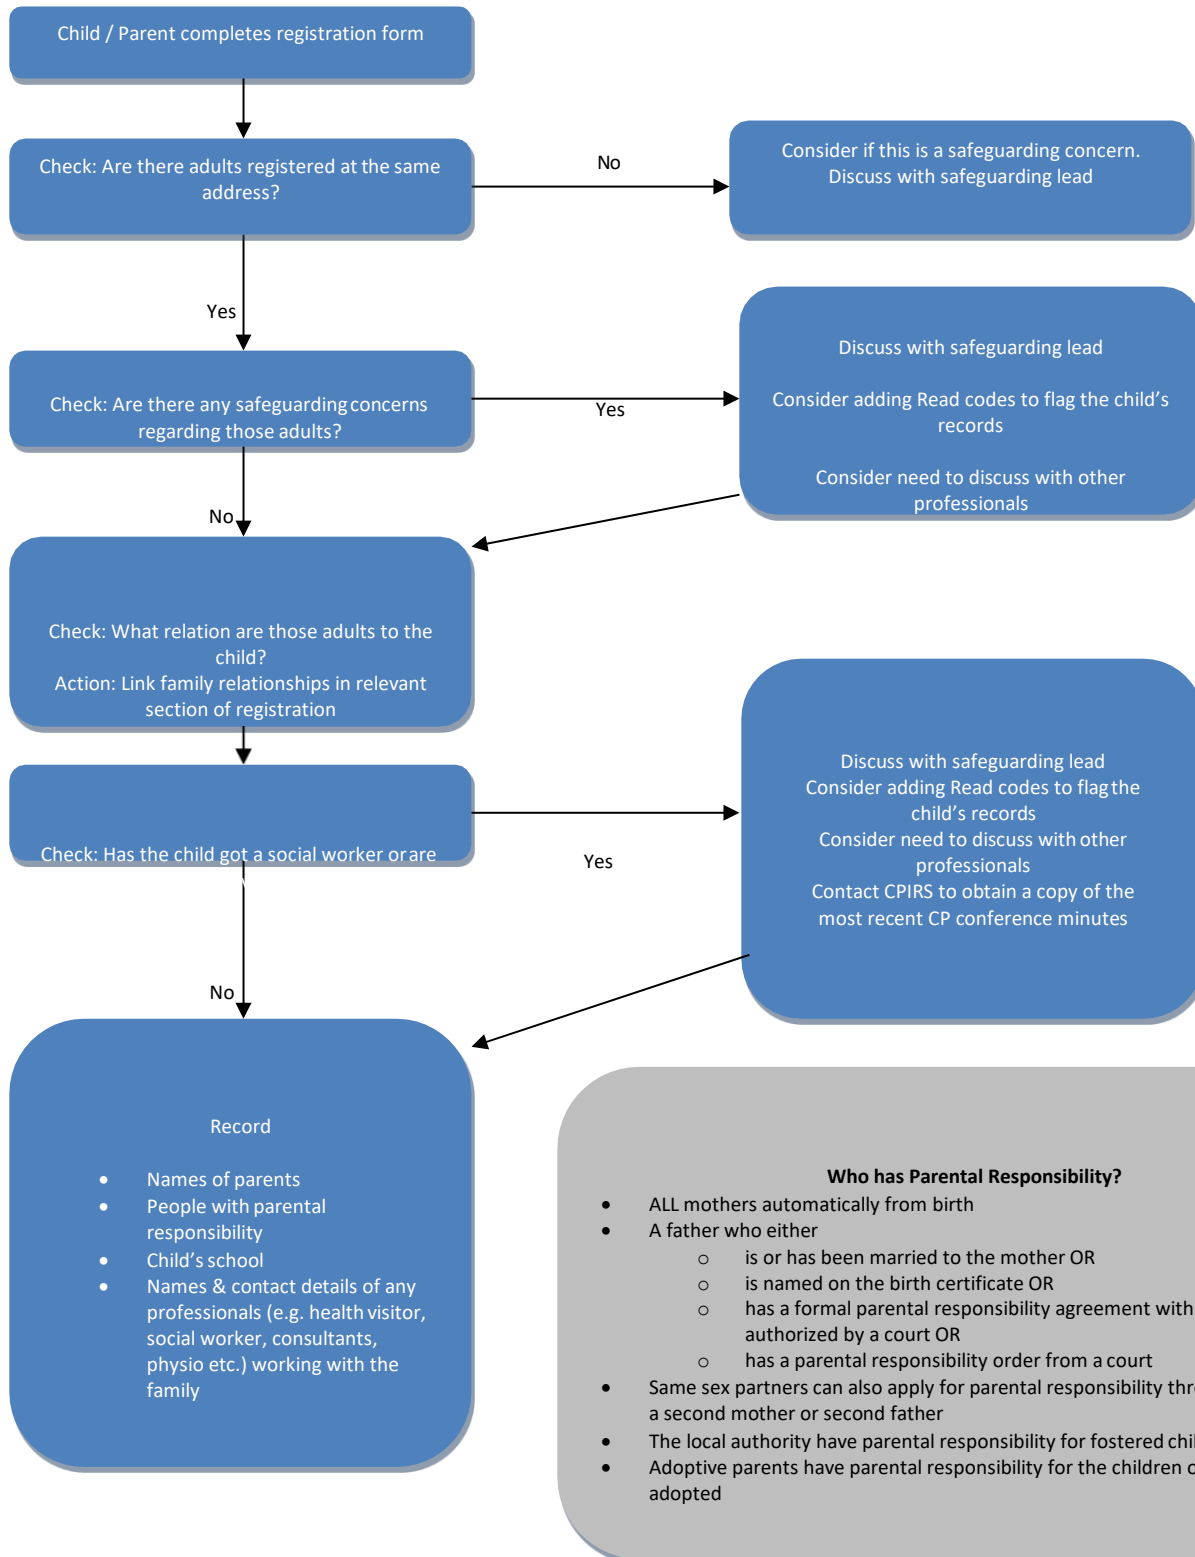 Child / Parent completes registration form
Check: Are there adults registered at the same
address?
No
Consider if this is a safeguarding concern.
Discuss with safeguarding lead
Yes
Check: Are there any safeguarding concerns
regarding those adults?
Yes
Discuss with safeguarding lead
Consider adding Read codes to flag the child’s
records
Consider need to discuss with other
professionals
No
Check: What relation are those adults to the
child?
Action: Link family relationships in relevant
section of registration
Check: Has the child got a social worker or are
Yes
Discuss with safeguarding lead
Consider adding Read codes to flag the
child’s records
Consider need to discuss with other
professionals
Contact CPIRS to obtain a copy of the
most recent CP conference minutes
No
Record
• Names of parents
• People with parental
responsibility
• Child’s school
• Names & contact details of any
professionals (e.g. health visitor,
social worker, consultants,
physio etc.) working with the
family
Who has Parental Responsibility?
• ALL mothers automatically from birth
• A father who either
o is or has been married to the mother OR
o is named on the birth certificate OR
o has a formal parental responsibility agreement with
authorized by a court OR
o has a parental responsibility order from a court
• Same sex partners can also apply for parental responsibility
a second mother or second father
• The local authority have parental responsibility for fostered
• Adoptive parents have parental responsibility for the children
adopted